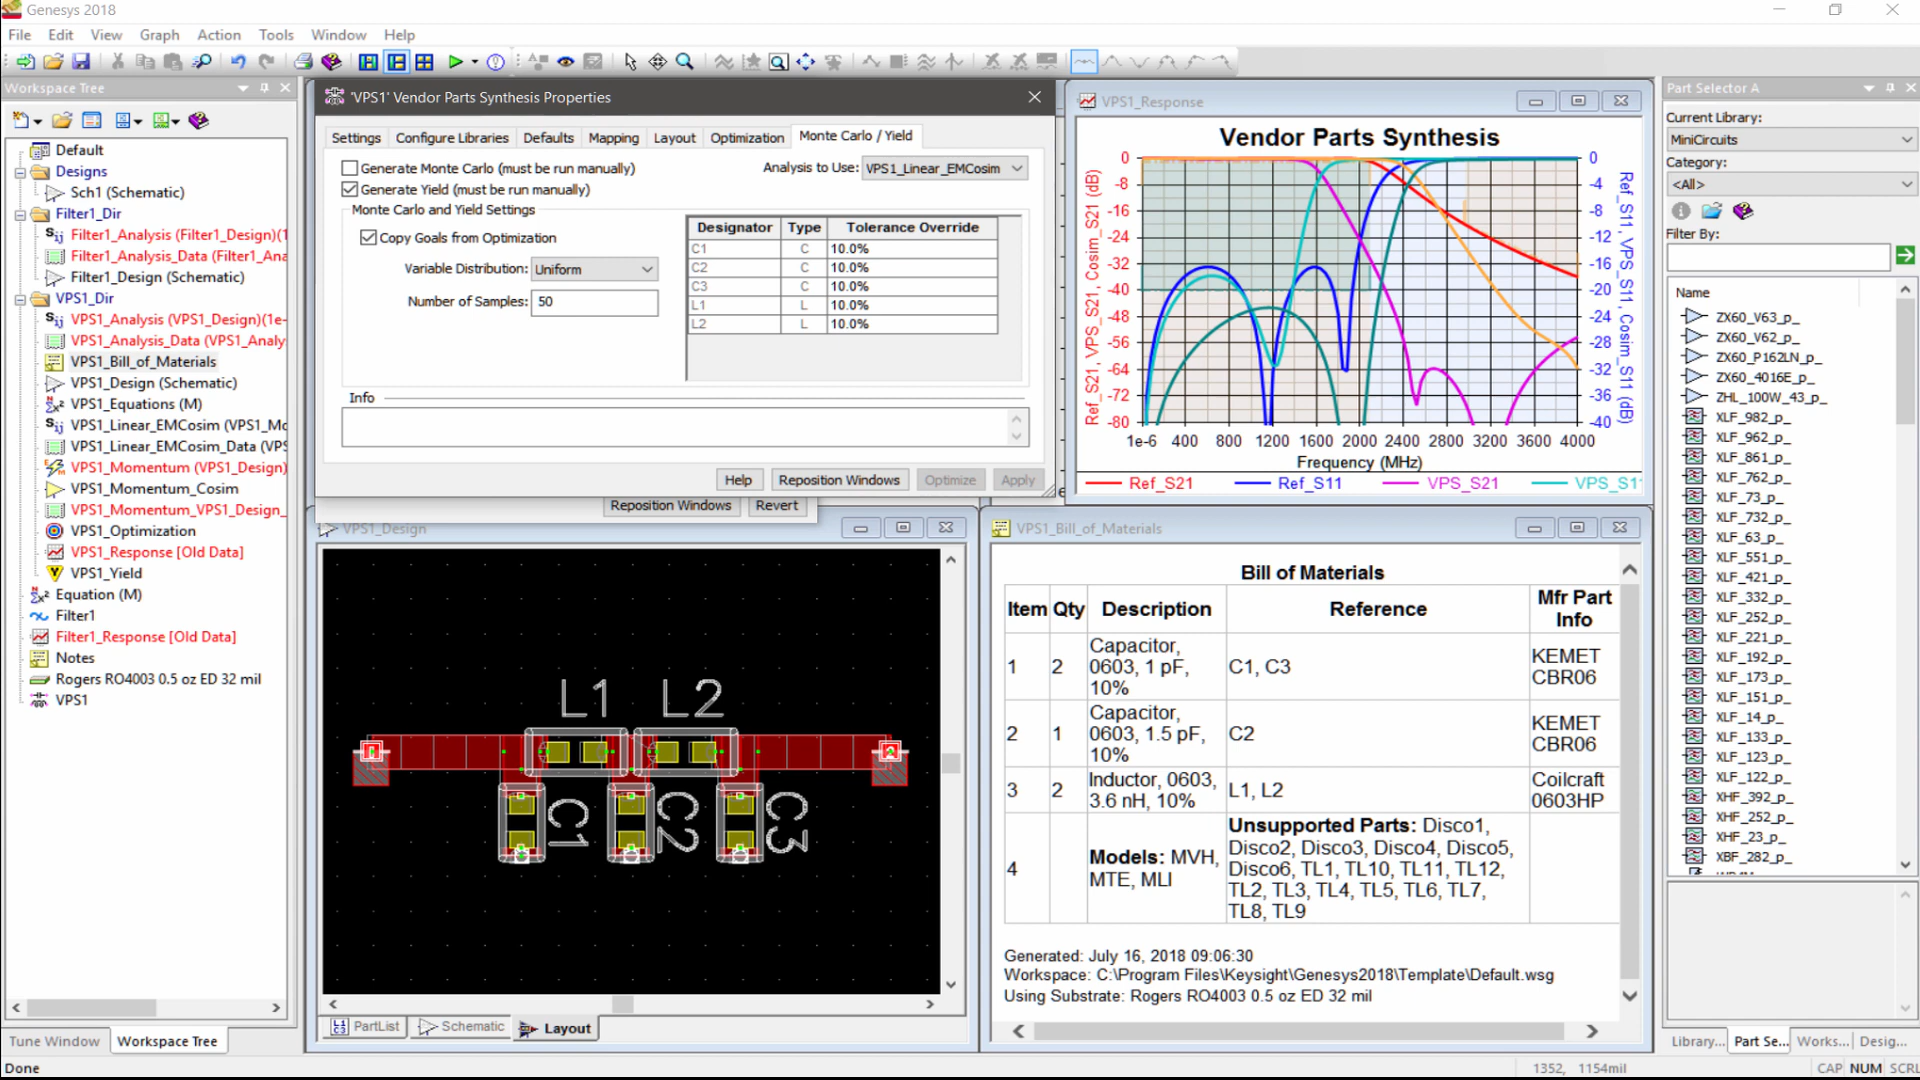 Genesys 2018
File Edit View Graph Action Tools Window Help
Workspace Tree
Default
Designs
Sch1 (Schematic)
Filter1_Dir
Filter1_Analysis (Filter1_Design)(1
Filter1_Analysis_Data (Filter1_Ana
Filter1_Design (Schematic)
VPS1_Dir
VPS1_Analysis (VPS1_Design)(1e-
VPS1_Analysis_Data (VPS1_Analy
VPS1_Bill_of_Materials
VPS1_Design (Schematic)
VPS1_Equations (M)
VPS1_Linear_EMCosim (VPS1_Mc
VPS1_Linear_EMCosim_Data (VPS
VPS1_Momentum (VPS1_Design)
VPS1_Momentum_Cosim
VPS1_Momentum_VPS1_Design_
VPS1_Optimization
VPS1_Response [Old Data]
VPS1_Yield
Equation (M)
Filter1
Filter1_Response [Old Data]
Notes
Rogers RO4003 0.5 oz ED 32 mil
VPS1
Tune Window Workspace Tree
Done
'VPS1' Vendor Parts Synthesis Properties
Settings Configure Libraries Defaults Mapping Layout Optimization Monte Carlo / Yield
Generate Monte Carlo (must be run manually)
Analysis to Use: VPS1_Linear_EMCosim
Generate Yield (must be run manually)
Monte Carlo and Yield Settings
Copy Goals from Optimization
Variable Distribution: Uniform
Number of Samples: 50
Designator Type Tolerance Override
C1 C 10.0%
C2 C 10.0%
C3 C 10.0%
L1 L 10.0%
L2 L 10.0%
Info
Help Reposition Windows Optimize Apply
Reposition Windows Revert
VPS1_Response
Vendor Parts Synthesis
Ref_S21, VPS_S21, Cosim_S21 (dB)
0
-8
-16
-24
-32
-40
-48
-56
-64
-72
-80
0
-4
-8
-12
-16
-20
-24
-28
-32
-36
-40
Ref_S11, VPS_S11, Cosim_S11 (dB)
1e-6 400 800 1200 1600 2000 2400 2800 3200 3600 4000
Frequency (MHz)
Ref_S21 Ref_S11 VPS_S21 VPS_S11
VPS1_Design
L1 L2
1 2
C1 C2 C3
PartList Schematic Layout
VPS1_Bill_of_Materials
Bill of Materials
Item Qty Description Reference Mfr Part Info
1 2 Capacitor, 0603, 1 pF, 10% C1, C3 KEMET CBR06
2 1 Capacitor, 0603, 1.5 pF, 10% C2 KEMET CBR06
3 2 Inductor, 0603, 3.6 nH, 10% L1, L2 Coilcraft 0603HP
4 Models: MVH, MTE, MLI Unsupported Parts: Disco1, Disco2, Disco3, Disco4, Disco5, Disco6, TL1, TL10, TL11, TL12, TL2, TL3, TL4, TL5, TL6, TL7, TL8, TL9
Generated: July 16, 2018 09:06:30
Workspace: C:\Program Files\Keysight\Genesys2018\Template\Default.wsg
Using Substrate: Rogers RO4003 0.5 oz ED 32 mil
Part Selector A
Current Library:
MiniCircuits
Category:
<All>
Filter By:
Name
ZX60_V63_p_
ZX60_V62_p_
ZX60_P162LN_p_
ZX60_4016E_p_
ZHL_100W_43_p_
XLF_982_p_
XLF_962_p_
XLF_861_p_
XLF_762_p_
XLF_73_p_
XLF_732_p_
XLF_63_p_
XLF_551_p_
XLF_421_p_
XLF_332_p_
XLF_252_p_
XLF_221_p_
XLF_192_p_
XLF_173_p_
XLF_151_p_
XLF_14_p_
XLF_133_p_
XLF_123_p_
XLF_122_p_
XHF_392_p_
XHF_252_p_
XHF_23_p_
XBF_282_p_
Library... Part Se... Works... Desig...
1352, 1154mil CAP NUM SCRL